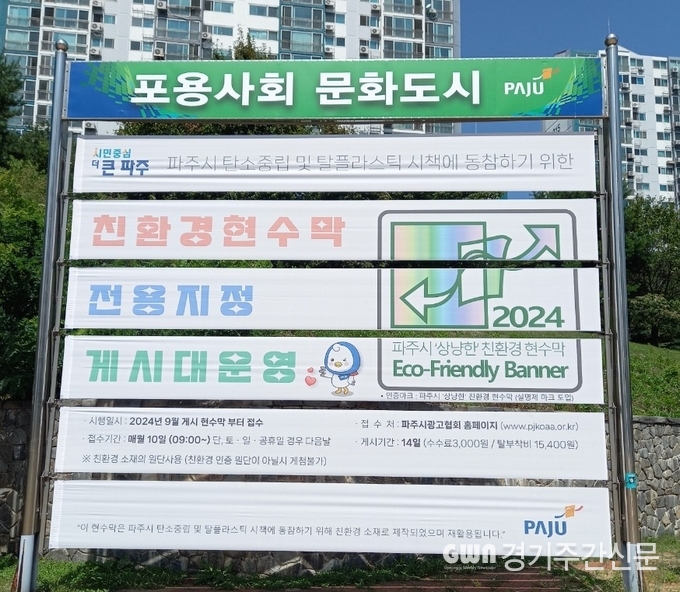 포용사회 문화도시 PAJU
시민중심
더 큰 파주 파주시 탄소중립 및 탈플라스틱 시책에 동참하기 위한
친환경현수막
전용지정
2024
게시대운영
파주시 '상냥한' 친환경 현수막
Eco-Friendly Banner
• 인증마크 : 파주시 '상냥한' 친환경 현수막 (실명제 마크 도입)
· 시행일시 : 2024년 9월 게시 현수막 부터 접수
· 접 수 처 : 파주시광고협회 홈페이지 (www.pjkoaa.or.kr)
· 접수기간 : 매월 10일 (09:00~) 단, 토 · 일 · 공휴일 경우 다음날
· 게시기간 : 14일 (수수료3,000원 / 탈부착비 15,400원)
※ 친환경 소재의 원단사용 (친환경 인증 원단이 아닐시 게첨불가)
"이 현수막은 파주시 탄소중립 및 탈플라스틱 시책에 동참하기 위해 친환경 소재로 제작되었으며 재활용됩니다." PAJU
GWN 경기주간신문